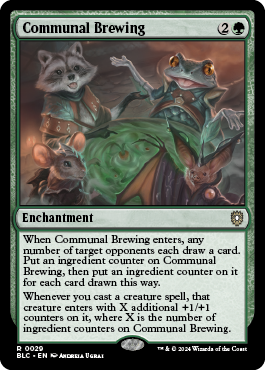 Communal Brewing 2
Enchantment
When Communal Brewing enters, any
number of target opponents each draw a card.
Put an ingredient counter on Communal
Brewing, then put an ingredient counter on it
for each card drawn this way.
Whenever you cast a creature spell, that
creature enters with X additional +1/+1
counters on it, where X is the number of
ingredient counters on Communal Brewing.
R 0029
BLC • EN Andreia Ugrai
™ & © 2024 Wizards of the Coast